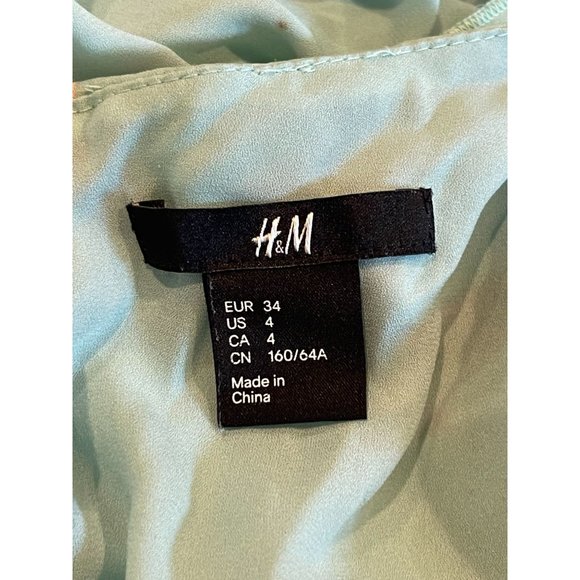 H&M
EUR 34
US 4
CA 4
CN 160/64A
Made in
China